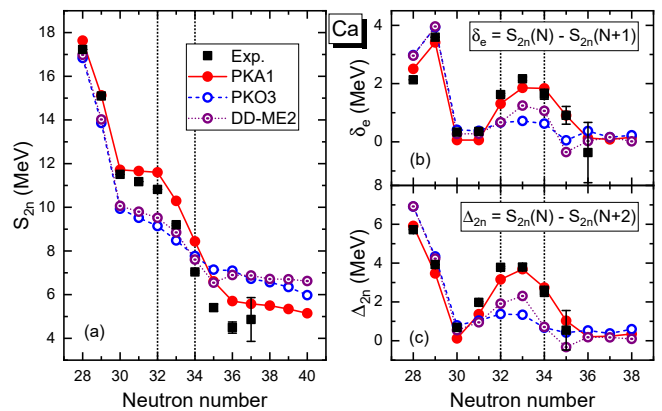 18
16
14
12
10
8
6
4
S₂ₙ (MeV)
28 30 32 34 36 38 40
Neutron number
(a)
Ca
Exp.
PKA1
PKO3
DD-ME2
6
4
2
0
δₑ (MeV)
δₑ = S₂ₙ(N) - S₂ₙ(N+1)
(b)
8
6
4
2
0
Δ₂ₙ (MeV)
Δ₂ₙ = S₂ₙ(N) - S₂ₙ(N+2)
(c)
28 30 32 34 36 38
Neutron number